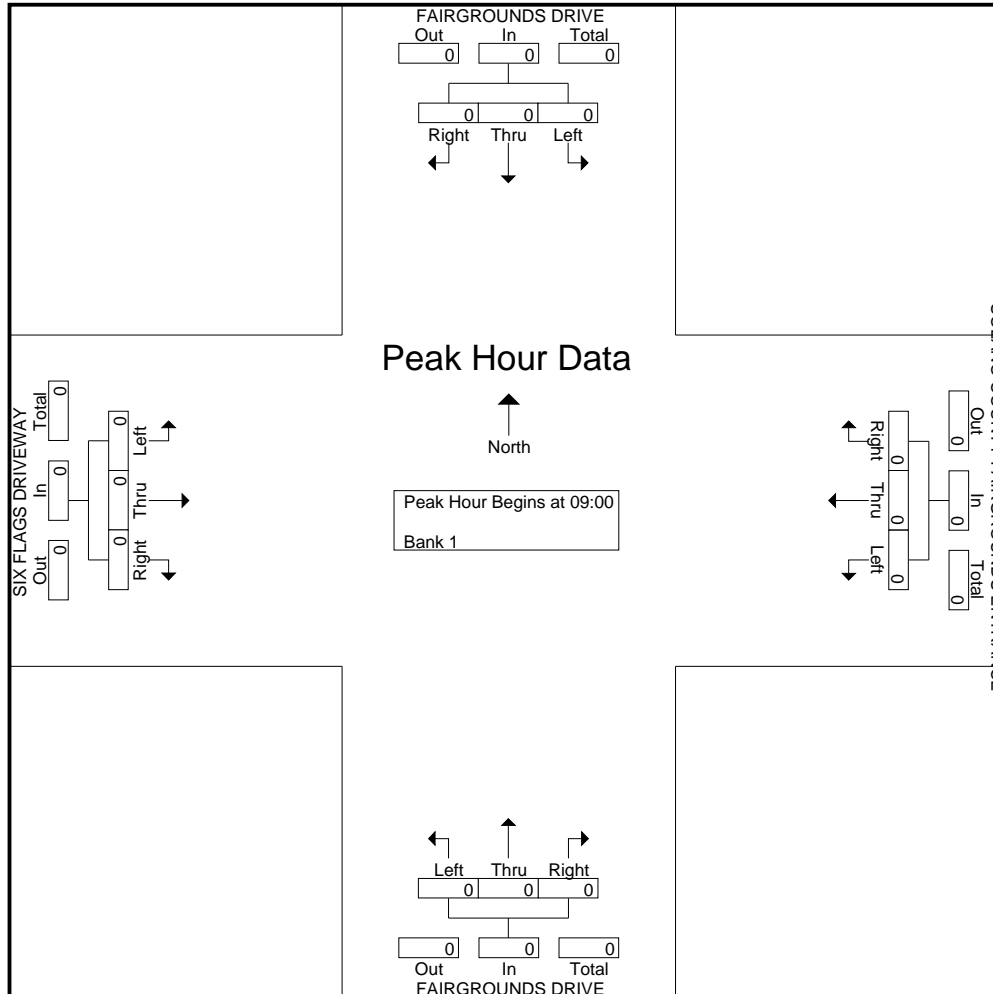 FAIRGROUNDS DRIVE
Out In Total
0 0 0
0 0 0
Right Thru Left
Peak Hour Data
North
Peak Hour Begins at 09:00
Bank 1
SIX FLAGS DRIVEWAY
Total In Out
0 0 0
0 0 0
Left Thru Right
Right Thru Left
0 0 0
0 0 0
Out In Total
Left Thru Right
0 0 0
0 0 0
Out In Total
FAIRGROUNDS DRIVE